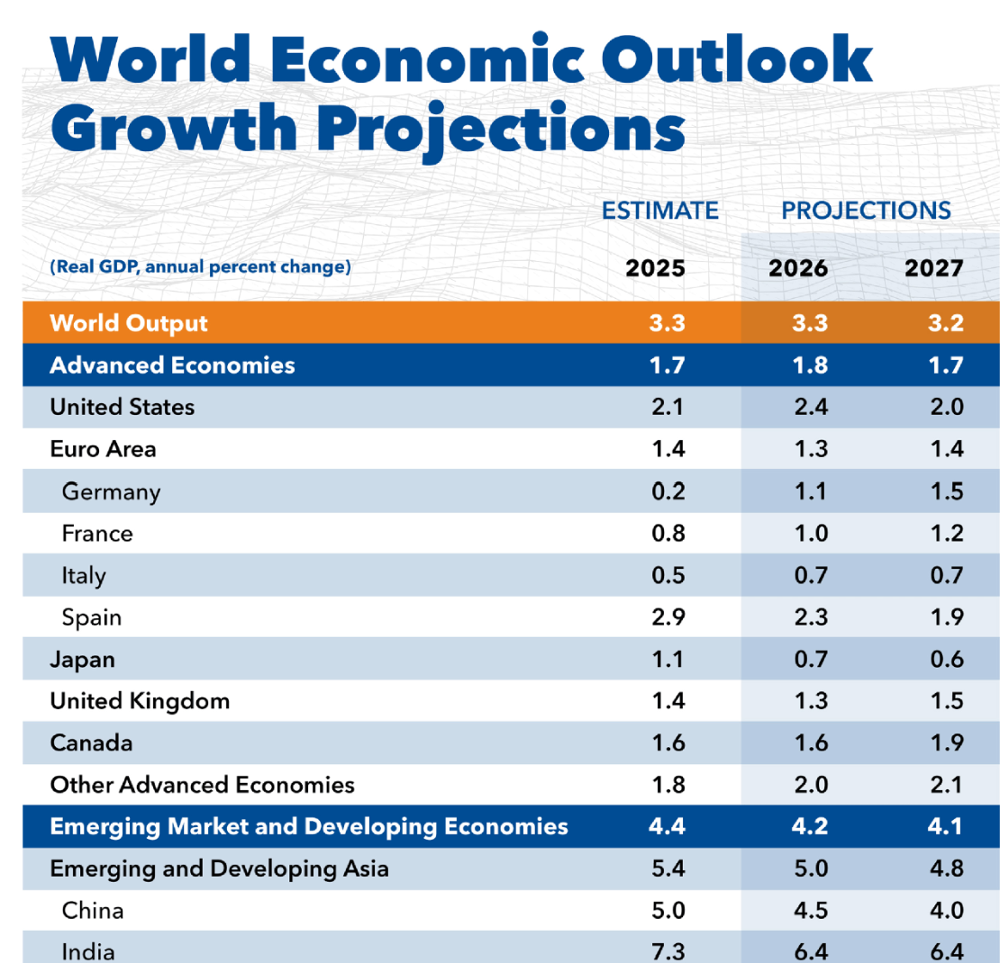 World Economic Outlook
Growth Projections
ESTIMATE PROJECTIONS
(Real GDP, annual percent change) 2025 2026 2027
World Output 3.3 3.3 3.2
Advanced Economies 1.7 1.8 1.7
United States 2.1 2.4 2.0
Euro Area 1.4 1.3 1.4
Germany 0.2 1.1 1.5
France 0.8 1.0 1.2
Italy 0.5 0.7 0.7
Spain 2.9 2.3 1.9
Japan 1.1 0.7 0.6
United Kingdom 1.4 1.3 1.5
Canada 1.6 1.6 1.9
Other Advanced Economies 1.8 2.0 2.1
Emerging Market and Developing Economies 4.4 4.2 4.1
Emerging and Developing Asia 5.4 5.0 4.8
China 5.0 4.5 4.0
India 7.3 6.4 6.4